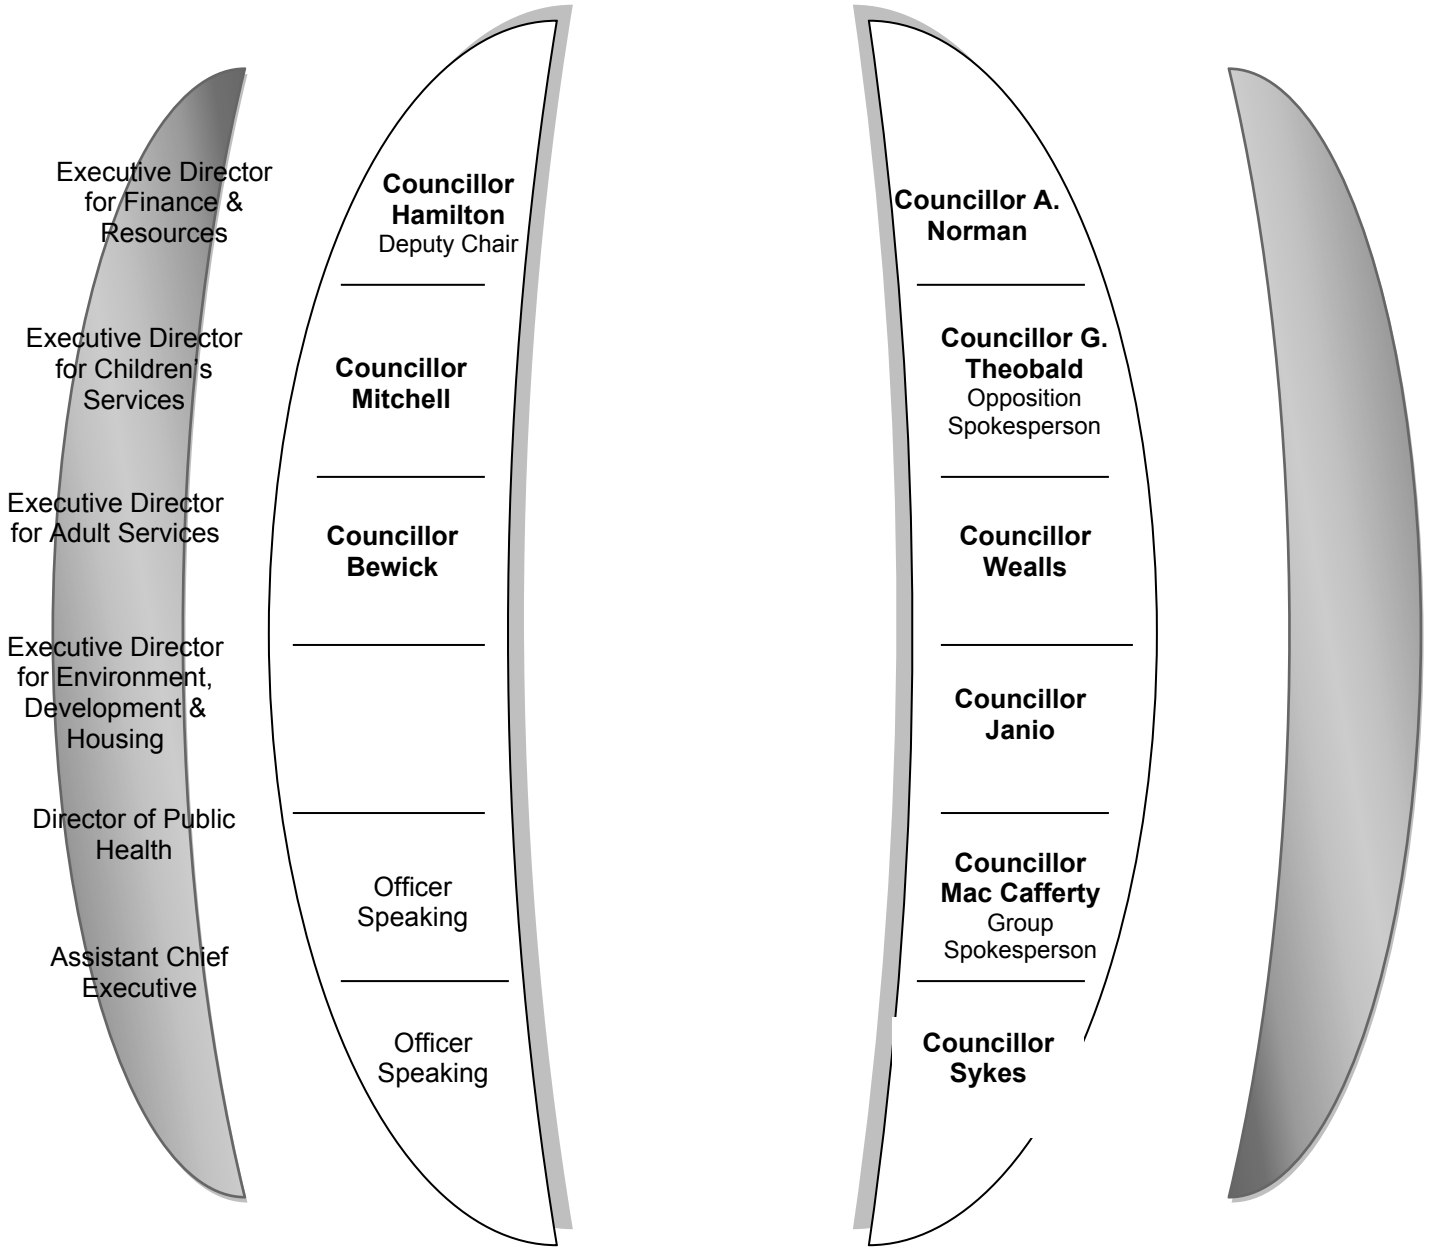 Executive Director
for Finance &
Resources
Executive Director
for Children's
Services
Executive Director
for Adult Services
Executive Director
for Environment,
Development &
Housing
Director of Public
Health
Assistant Chief
Executive
Councillor
Hamilton
Deputy Chair
Councillor
Mitchell
Councillor
Bewick
Officer
Speaking
Officer
Speaking
Councillor A.
Norman
Councillor G.
Theobald
Opposition
Spokesperson
Councillor
Wealls
Councillor
Janio
Councillor
Mac Cafferty
Group
Spokesperson
Councillor
Sykes